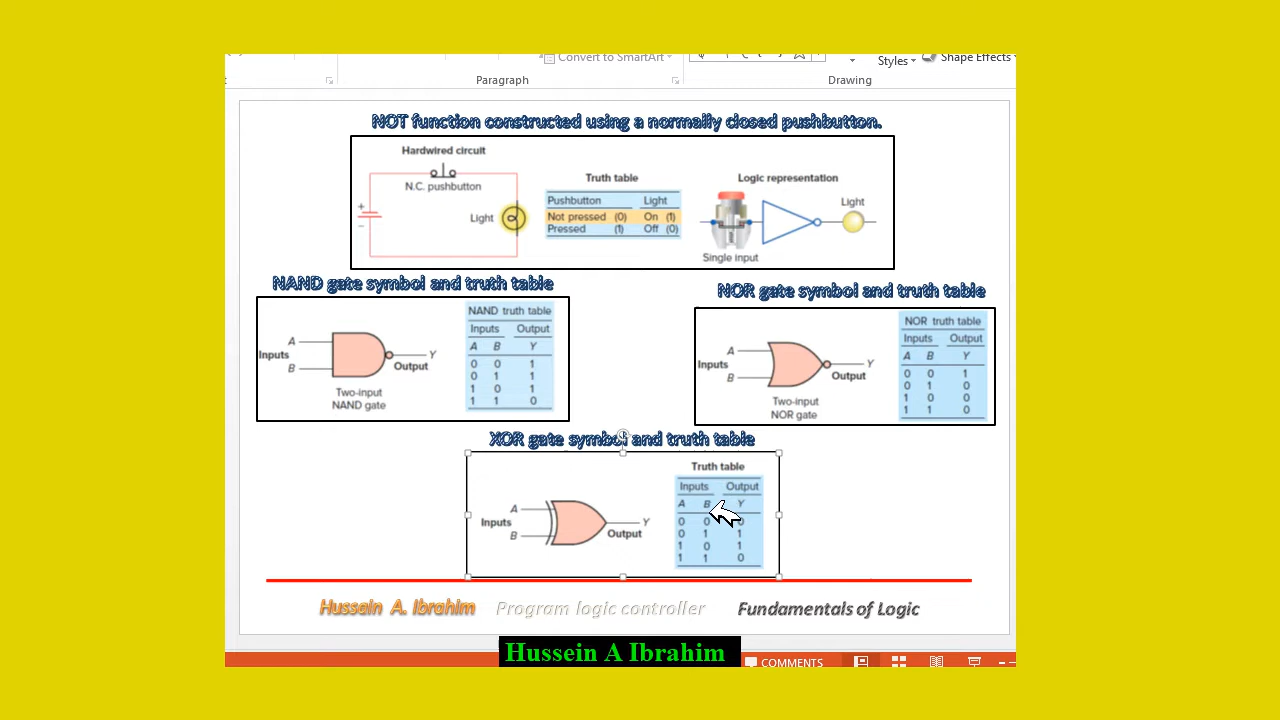 Convert to SmartArt
Styles
Shape Effects
Paragraph
Drawing
NOT function constructed using a normally closed pushbutton.
Hardwired circuit
N.C. pushbutton
+
−
Light
Truth table
Pushbutton Light
Not pressed (0) On (1)
Pressed (1) Off (0)
Logic representation
Light
Single input
NAND gate symbol and truth table
A
Inputs
B
Y
Output
Two-input
NAND gate
NAND truth table
Inputs Output
A B Y
0 0 1
0 1 1
1 0 1
1 1 0
NOR gate symbol and truth table
A
Inputs
B
Y
Output
Two-input
NOR gate
NOR truth table
Inputs Output
A B Y
0 0 1
0 1 0
1 0 0
1 1 0
XOR gate symbol and truth table
A
Inputs
B
Y
Output
Truth table
Inputs Output
A B Y
0 0 0
0 1 1
1 0 1
1 1 0
Hussein A. Ibrahim Program logic controller Fundamentals of Logic
Hussein A Ibrahim
COMMENTS